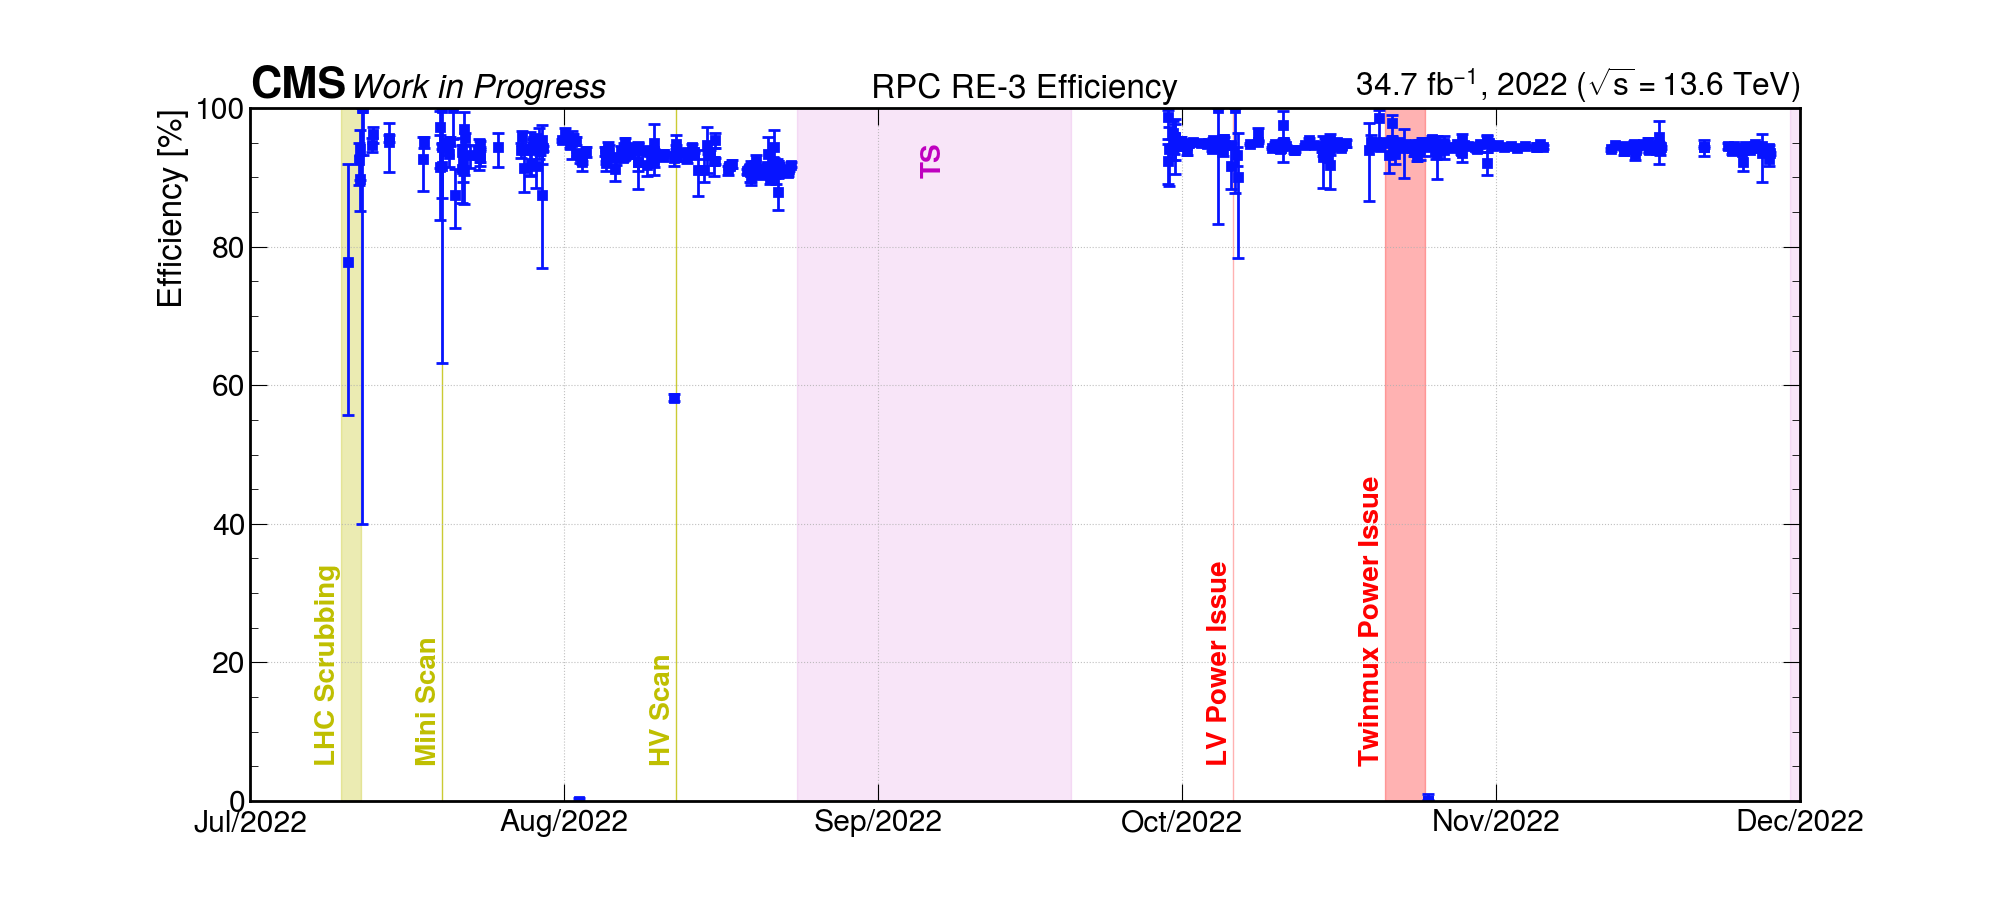 CMS Work in Progress
RPC RE-3 Efficiency
34.7 fb⁻¹, 2022 (√s = 13.6 TeV)
Efficiency [%]
100
80
60
40
20
0
LHC Scrubbing
Mini Scan
HV Scan
TS
LV Power Issue
Twinmux Power Issue
Jul/2022
Aug/2022
Sep/2022
Oct/2022
Nov/2022
Dec/2022